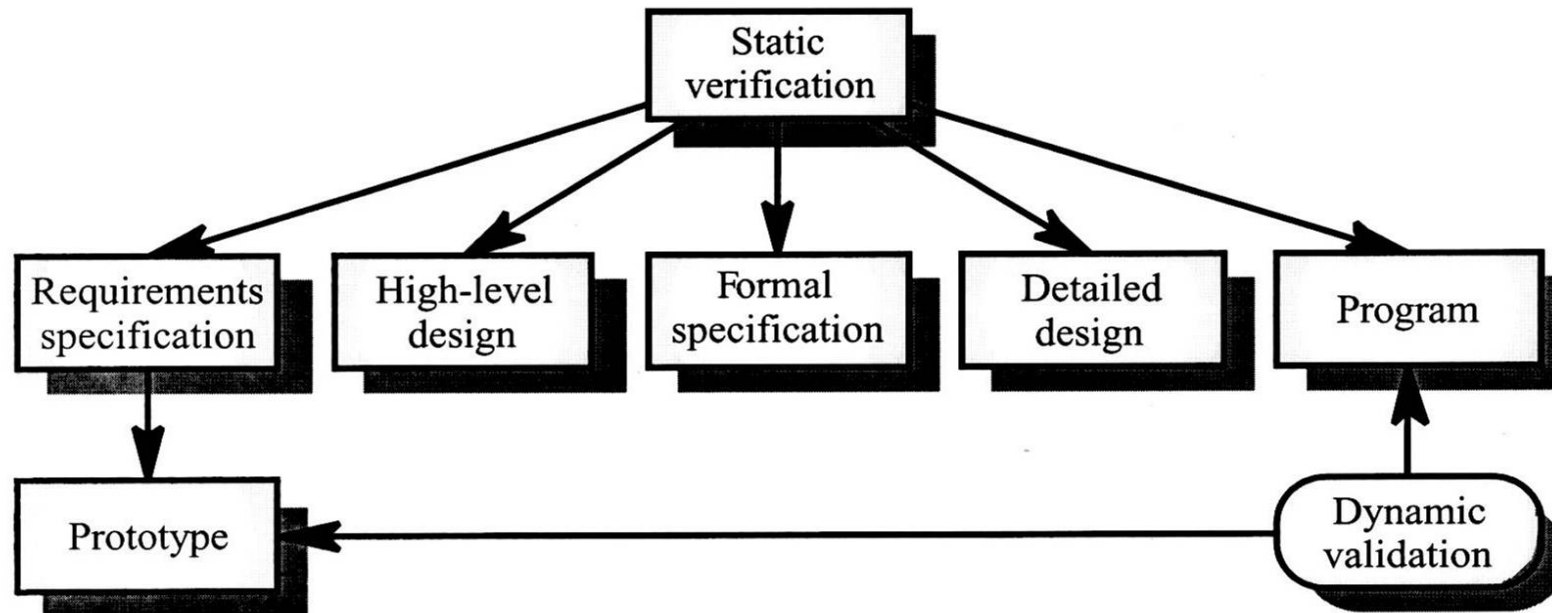 Static
verification
Requirements
specification
High-level
design
Formal
specification
Detailed
design
Program
Prototype
Dynamic
validation